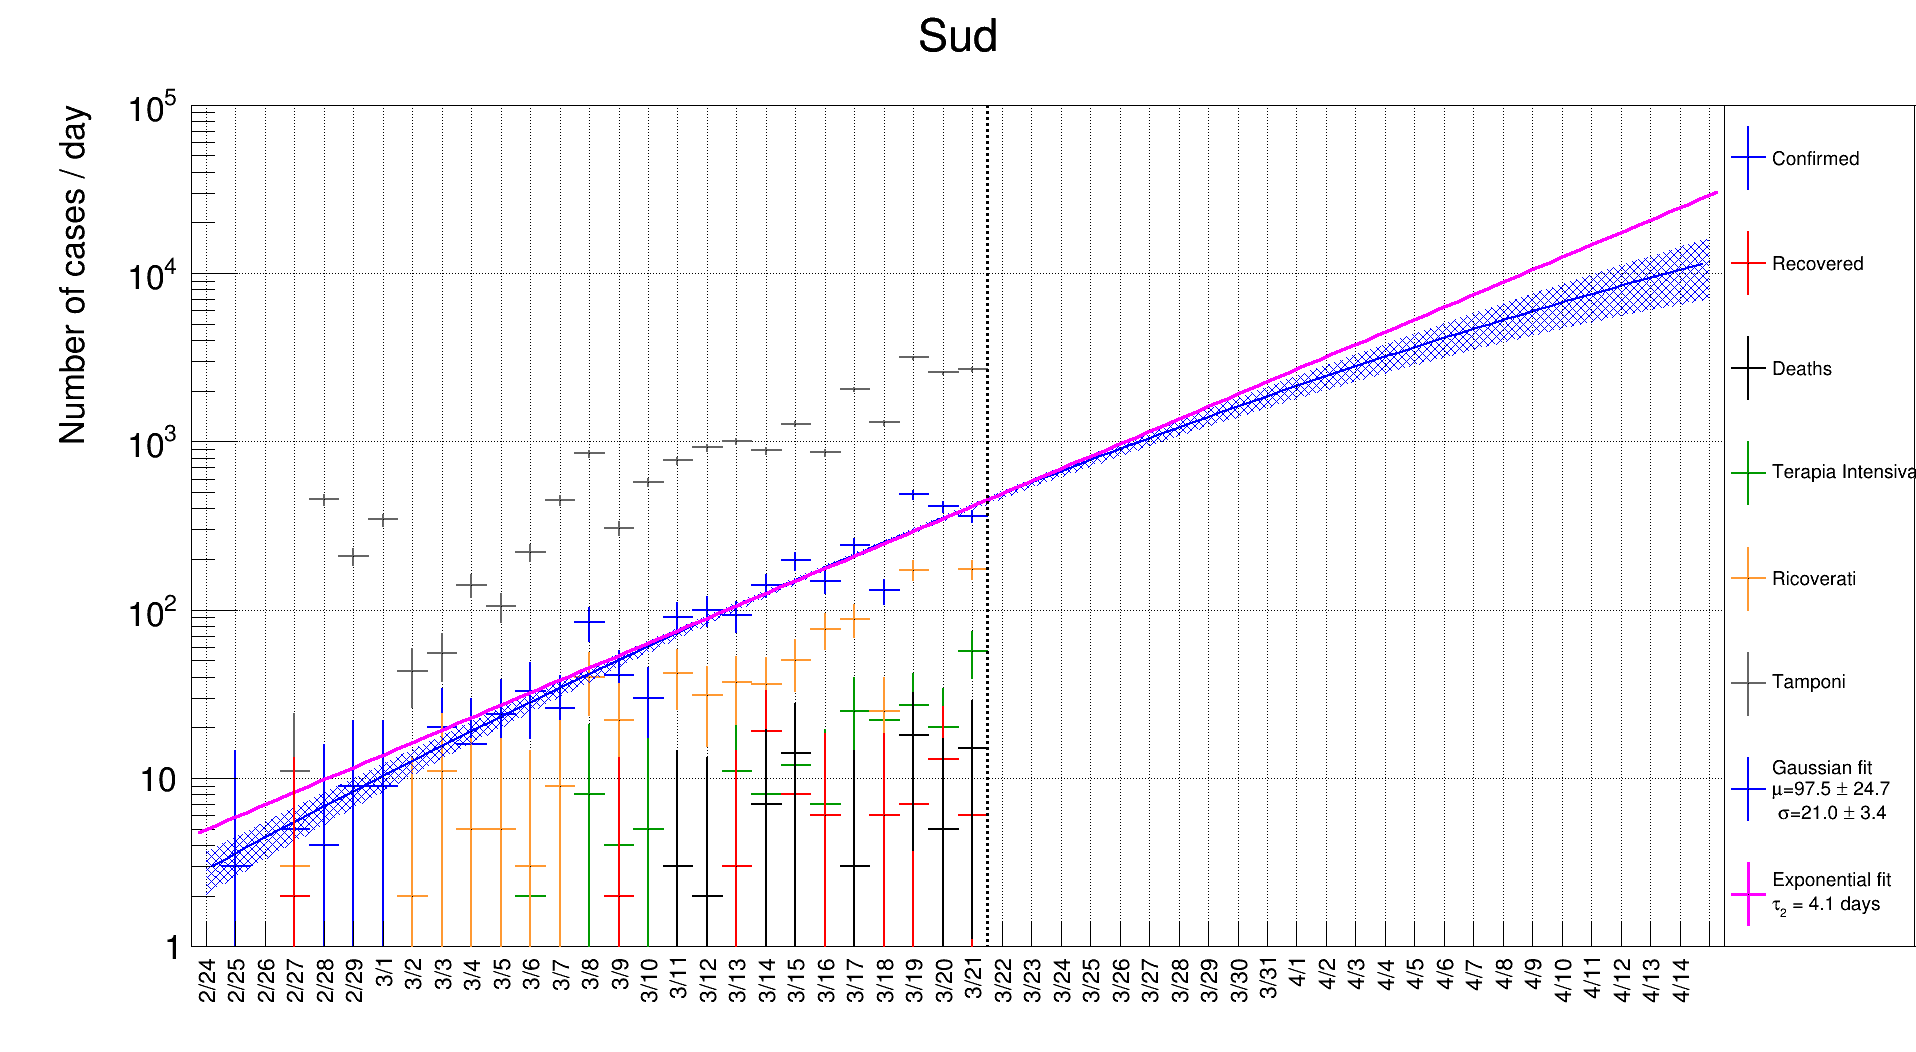 Sud
Number of cases / day
10^5
10^4
10^3
10^2
10
1
2/24 2/25 2/26 2/27 2/28 2/29 3/1 3/2 3/3 3/4 3/5 3/6 3/7 3/8 3/9 3/10 3/11 3/12 3/13 3/14 3/15 3/16 3/17 3/18 3/19 3/20 3/21 3/22 3/23 3/24 3/25 3/26 3/27 3/28 3/29 3/30 3/31 4/1 4/2 4/3 4/4 4/5 4/6 4/7 4/8 4/9 4/10 4/11 4/12 4/13 4/14
Confirmed
Recovered
Deaths
Terapia Intensiva
Ricoverati
Tamponi
Gaussian fit
μ=97.5 ± 24.7
σ=21.0 ± 3.4
Exponential fit
τ₂ = 4.1 days